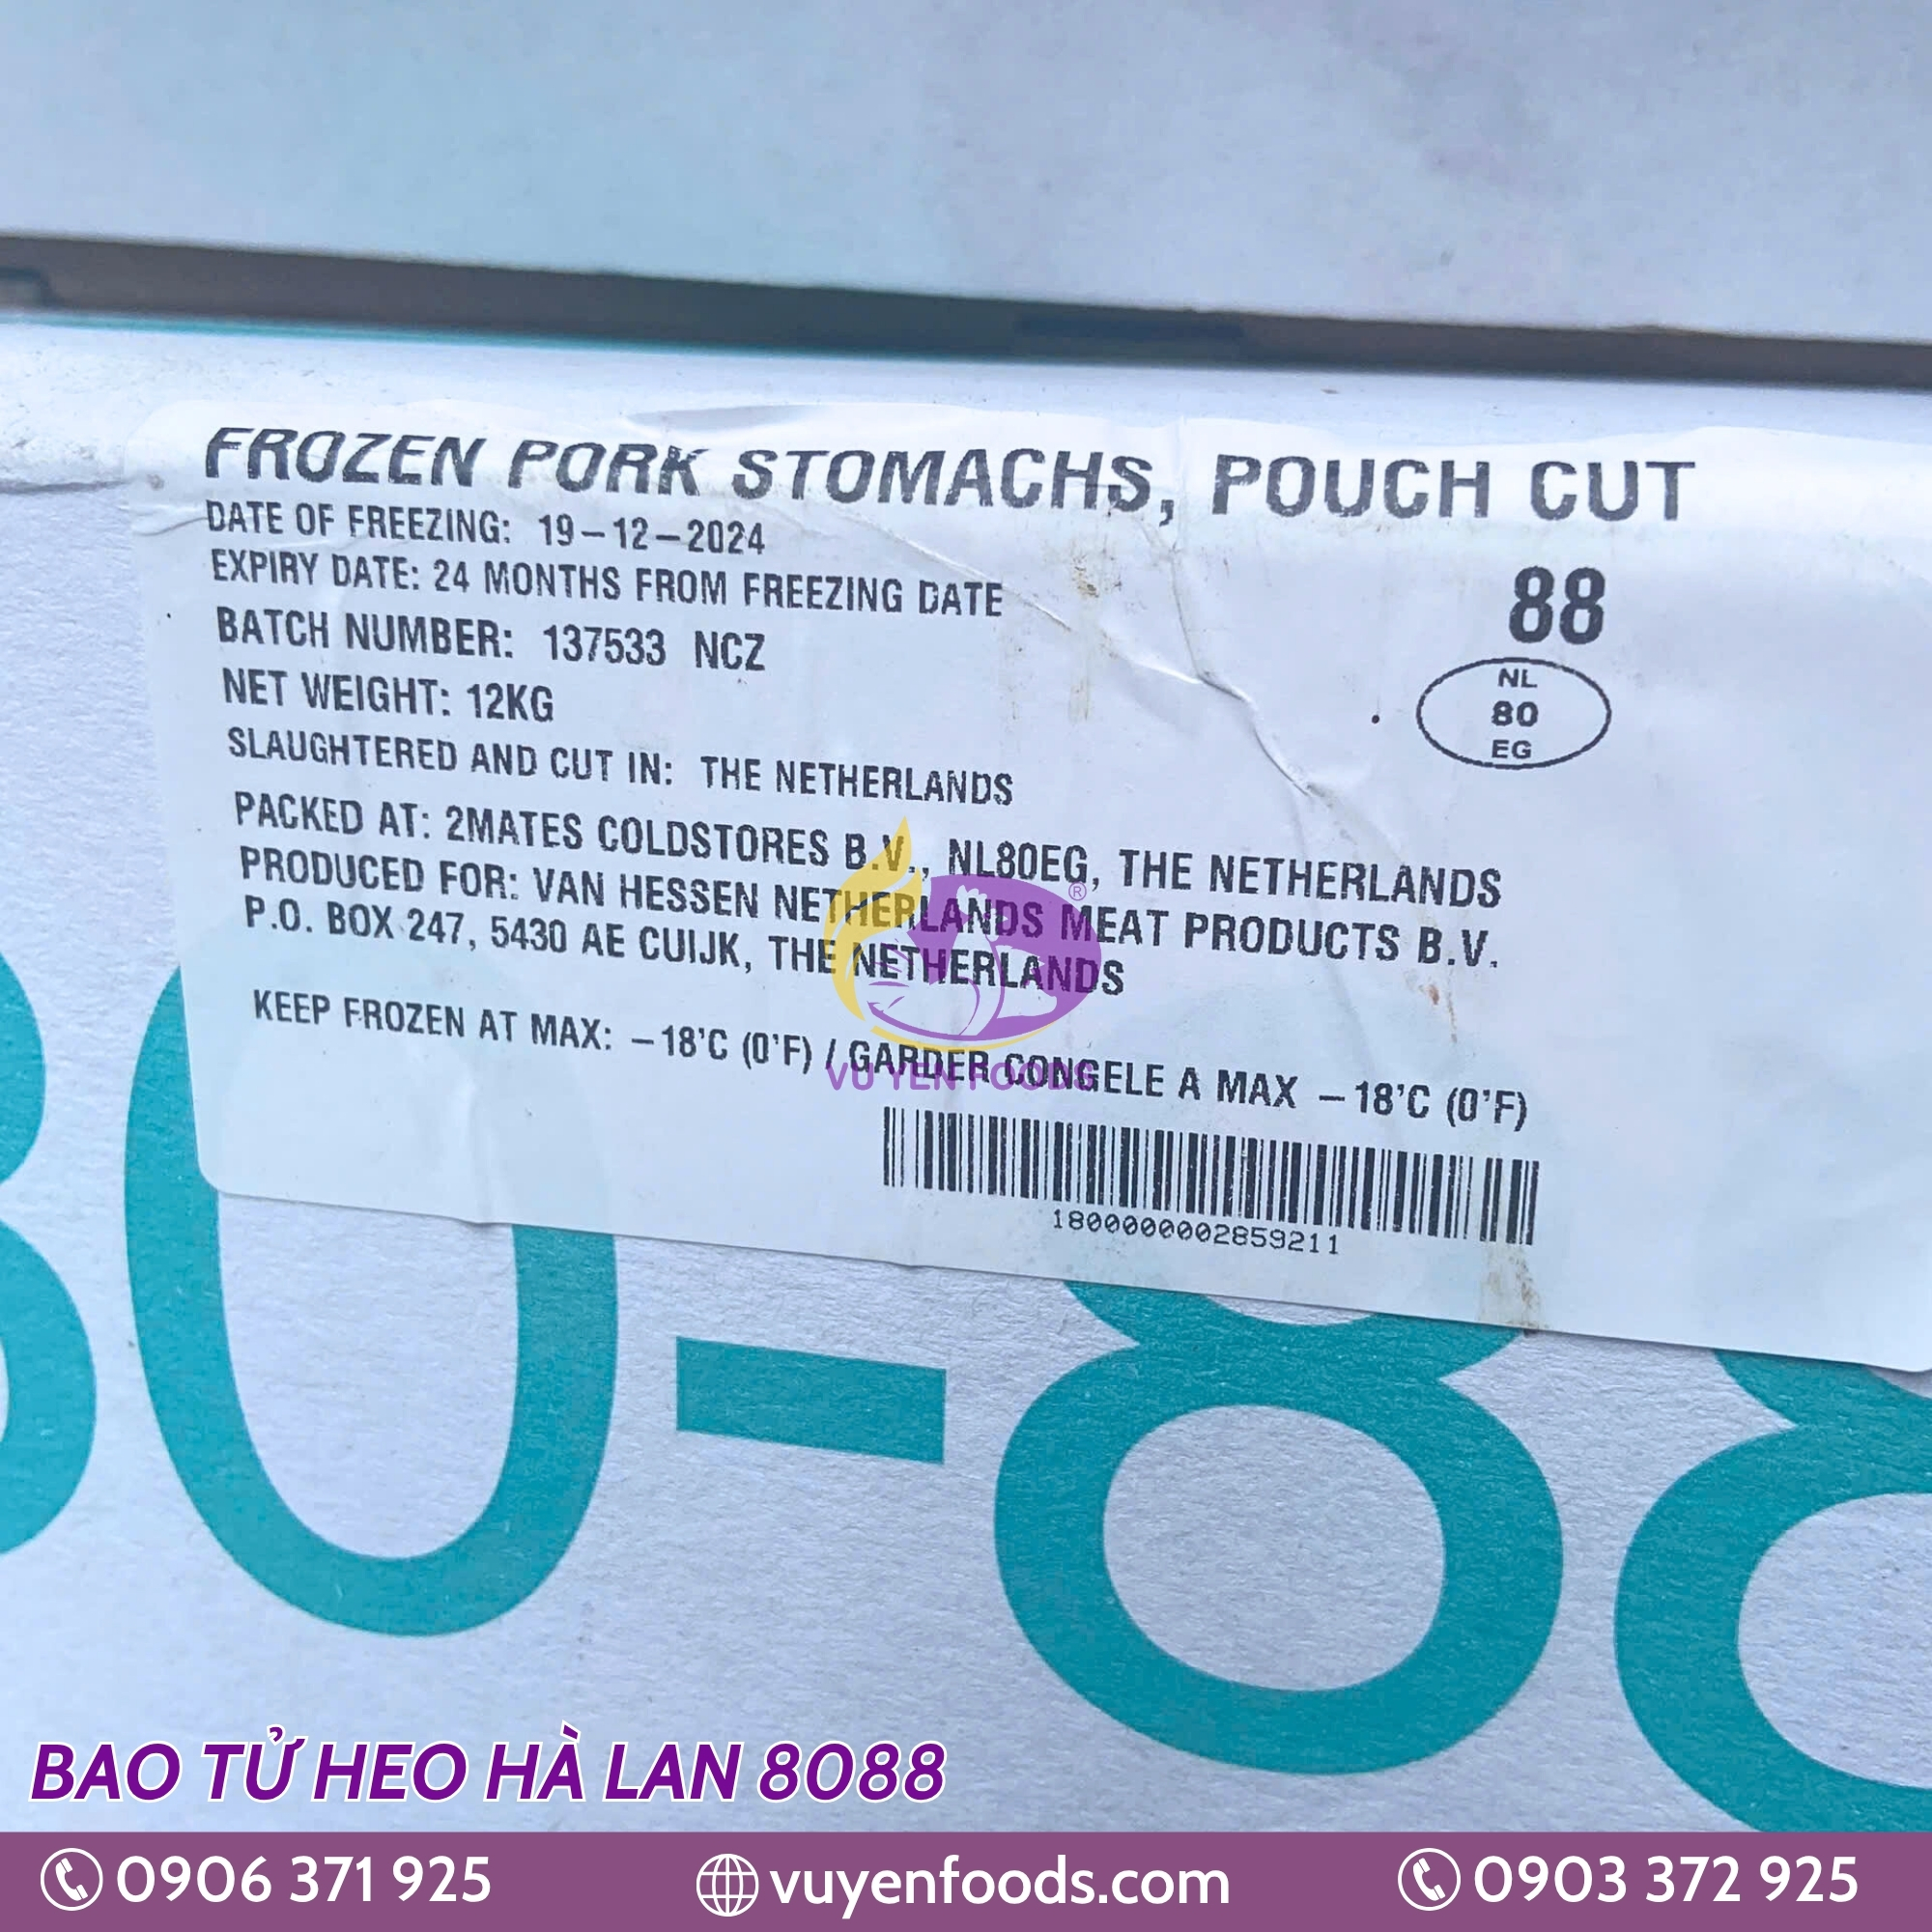 FROZEN PORK STOMACHS, POUCH CUT
DATE OF FREEZING: 19-12-2024
EXPIRY DATE: 24 MONTHS FROM FREEZING DATE
88
BATCH NUMBER: 137533 NCZ
NET WEIGHT: 12KG
NL
80
EG
SLAUGHTERED AND CUT IN: THE NETHERLANDS
PACKED AT: 2MATES COLDSTORES B.V., NL80EG, THE NETHERLANDS
PRODUCED FOR: VAN HESSEN NETHERLANDS MEAT PRODUCTS B.V.
P.O. BOX 247, 5430 AE CUIJK, THE NETHERLANDS
®
KEEP FROZEN AT MAX: -18'C (0'F) / GARDER CONGELE A MAX -18'C (0'F)
VU YEN FOODS
1800000002859211
80-88
BAO TỬ HEO HÀ LAN 8088
0906 371 925
vuyenfoods.com
0903 372 925